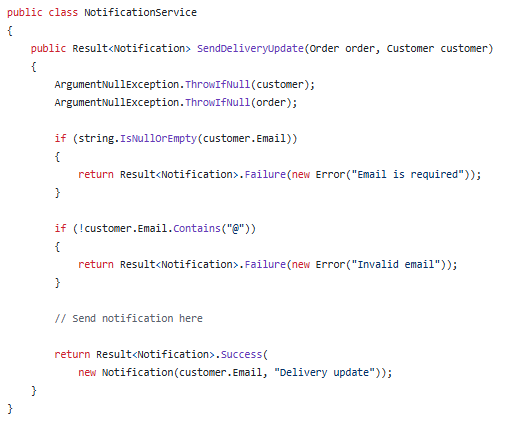 public class NotificationService
{
    public Result<Notification> SendDeliveryUpdate(Order order, Customer customer)
    {
        ArgumentNullException.ThrowIfNull(customer);
        ArgumentNullException.ThrowIfNull(order);

        if (string.IsNullOrEmpty(customer.Email))
        {
            return Result<Notification>.Failure(new Error("Email is required"));
        }

        if (!customer.Email.Contains("@"))
        {
            return Result<Notification>.Failure(new Error("Invalid email"));
        }

        // Send notification here

        return Result<Notification>.Success(
            new Notification(customer.Email, "Delivery update"));
    }
}